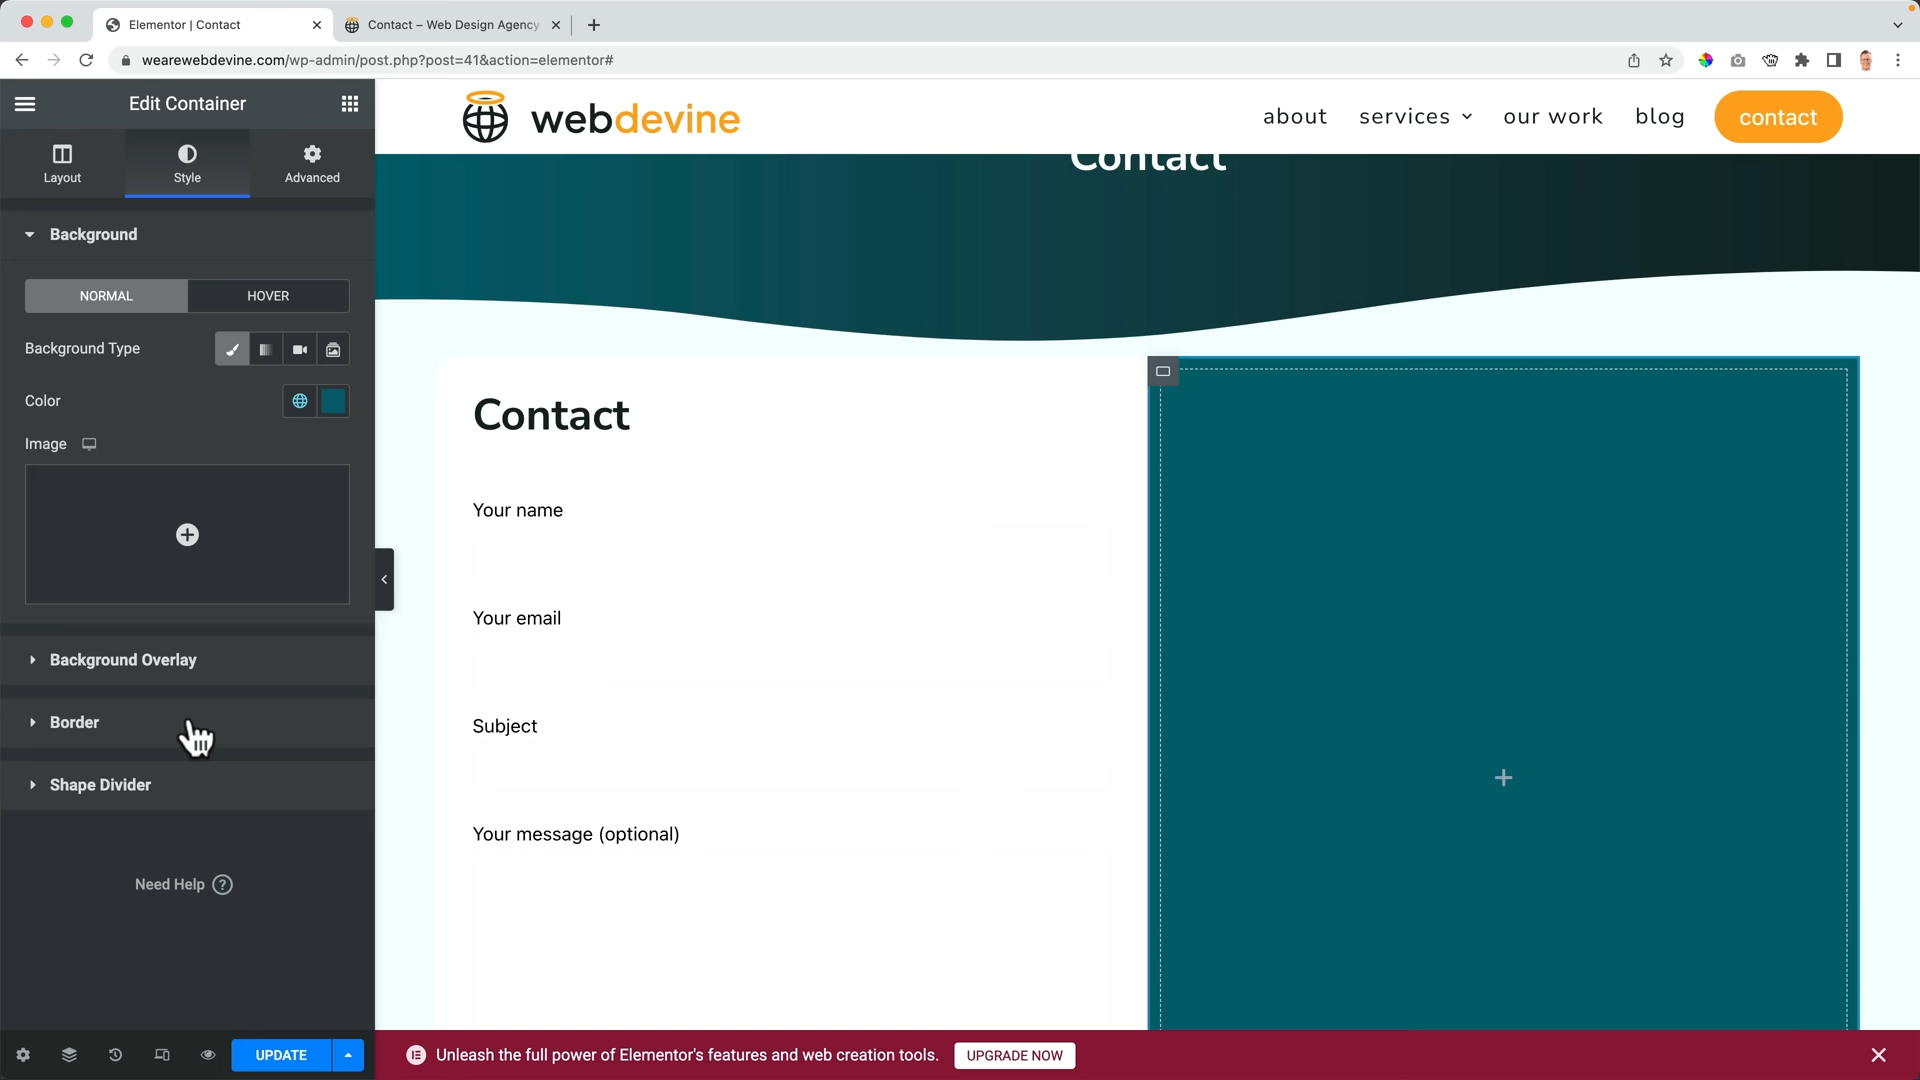 Elementor | Contact
Contact – Web Design Agency
wearewebdevine.com/wp-admin/post.php?post=41&action=elementor#
Edit Container
Layout
Style
Advanced
Background
NORMAL
HOVER
Background Type
Color
Image
Background Overlay
Border
Shape Divider
Need Help ?
UPDATE
webdevine
about
services
our work
blog
contact
Contact
Contact
Your name
Your email
Subject
Your message (optional)
Unleash the full power of Elementor's features and web creation tools.
UPGRADE NOW